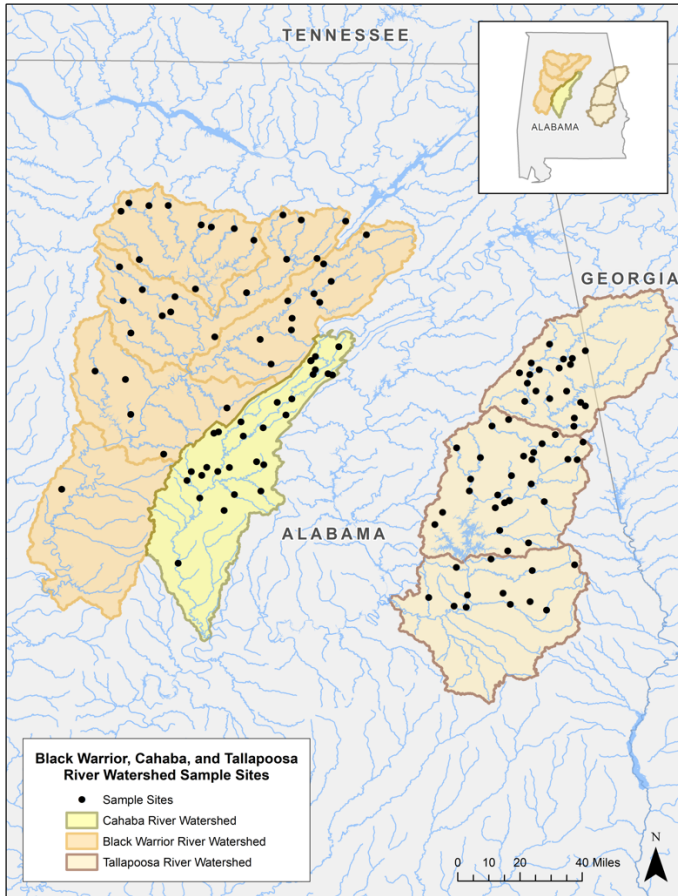 TENNESSEE
ALABAMA
GEORGIA
ALABAMA
Black Warrior, Cahaba, and Tallapoosa
River Watershed Sample Sites
Sample Sites
Cahaba River Watershed
Black Warrior River Watershed
Tallapoosa River Watershed
N
0 10 20 40 Miles